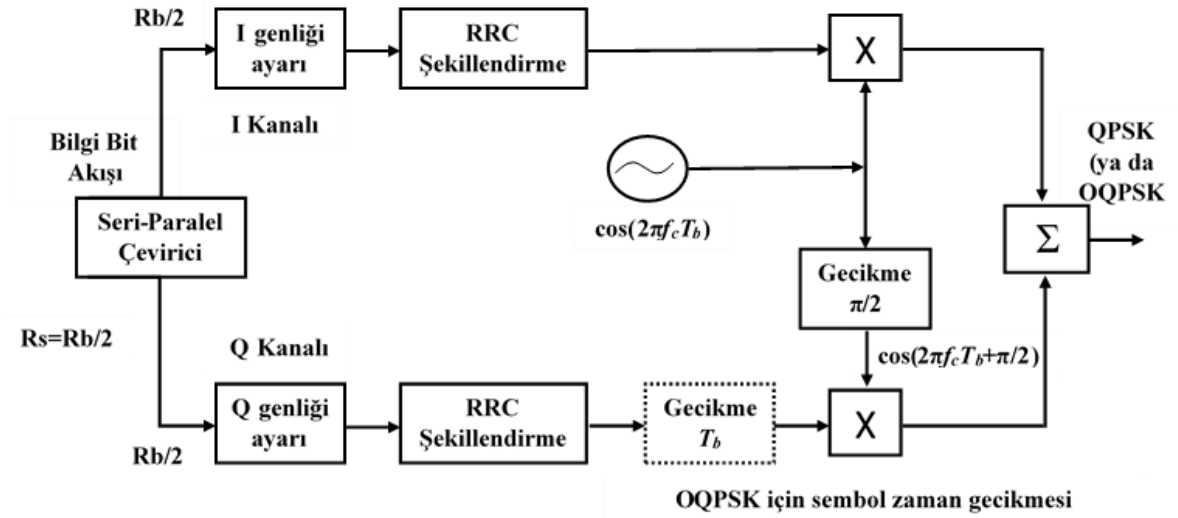 Rb/2
I genliği
ayarı
RRC
Şekillendirme
X
I Kanalı
Bilgi Bit
Akışı
QPSK
(ya da
OQPSK
Seri-Paralel
Çevirici
cos(2πfcTb)
Σ
Gecikme
π/2
Rs=Rb/2
Q Kanalı
cos(2πfcTb+π/2)
Q genliği
ayarı
RRC
Şekillendirme
Gecikme
Tb
X
Rb/2
OQPSK için sembol zaman gecikmesi